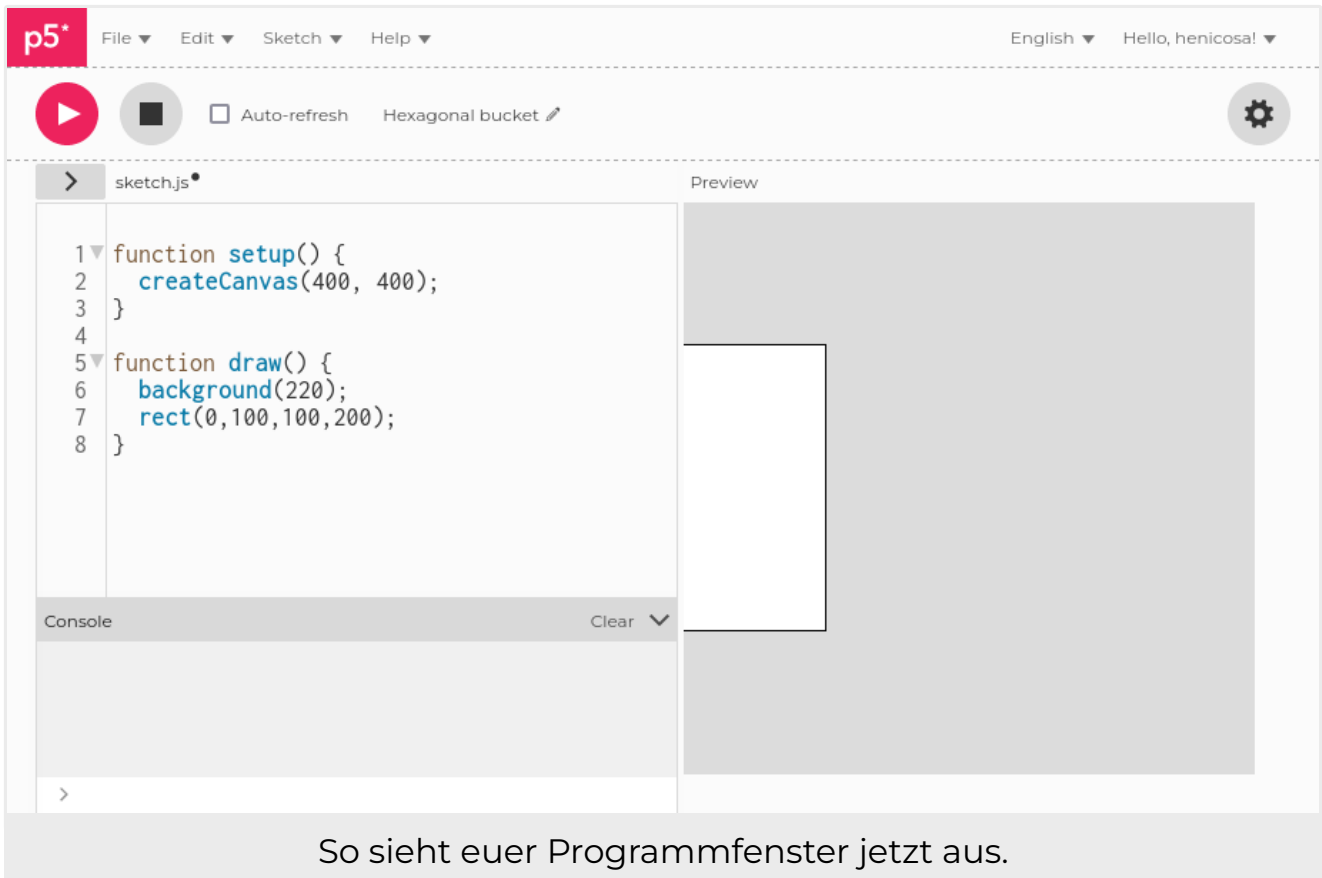 p5* File ▼ Edit ▼ Sketch ▼ Help ▼ English ▼ Hello, henicosa! ▼
Auto-refresh Hexagonal bucket
> sketch.js● Preview
1 function setup() {
2   createCanvas(400, 400);
3 }
4
5 function draw() {
6   background(220);
7   rect(0,100,100,200);
8 }
Console Clear
>
So sieht euer Programmfenster jetzt aus.